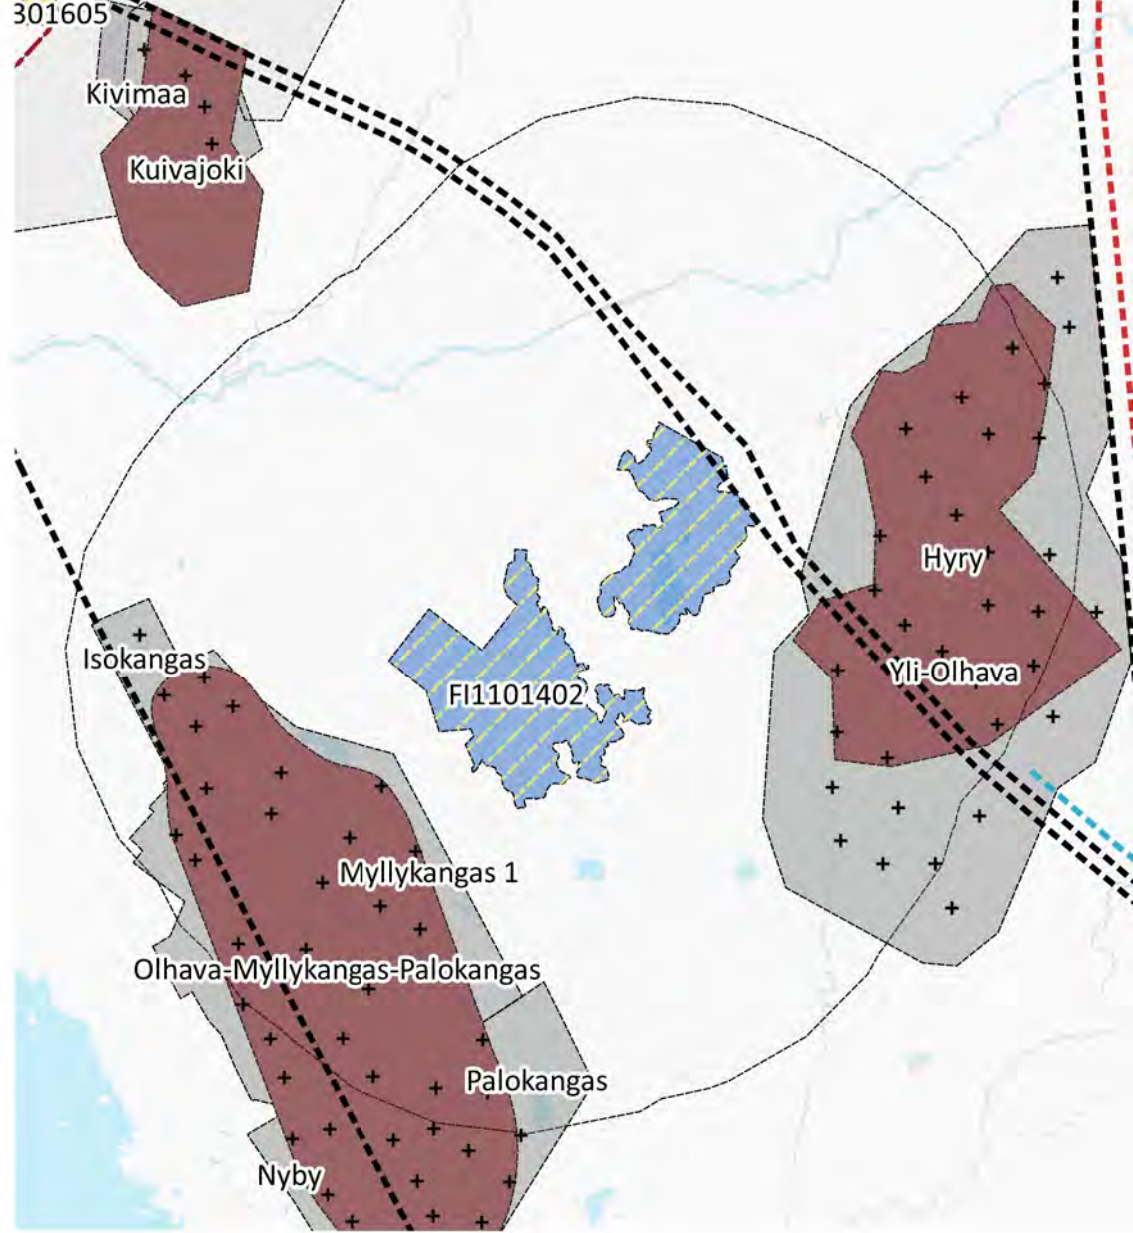 301605
Kivimaa
Kuivajoki
Hyry
Isokangas
Yli-Olhava
FI1101402
Myllykangas 1
Olhava-Myllykangas-Palokangas
Palokangas
Nyby